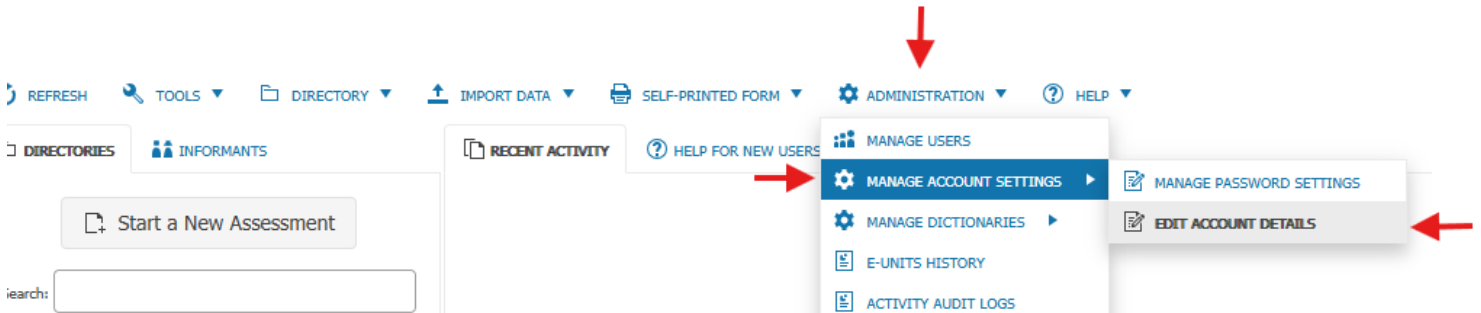 REFRESH TOOLS DIRECTORY IMPORT DATA SELF-PRINTED FORM ADMINISTRATION HELP
DIRECTORIES INFORMANTS RECENT ACTIVITY HELP FOR NEW USERS
MANAGE USERS
MANAGE ACCOUNT SETTINGS MANAGE PASSWORD SETTINGS
Start a New Assessment MANAGE DICTIONARIES EDIT ACCOUNT DETAILS
E-UNITS HISTORY
Search: ACTIVITY AUDIT LOGS